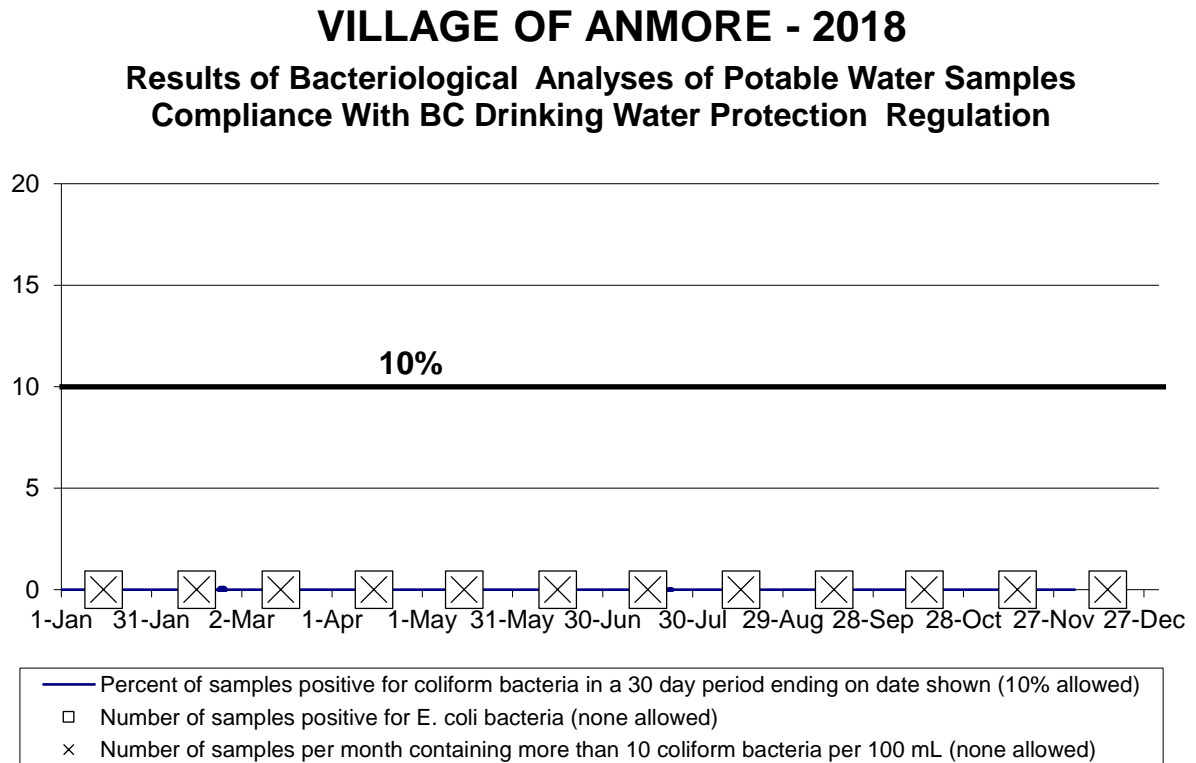 VILLAGE OF ANMORE - 2018
Results of Bacteriological Analyses of Potable Water Samples
Compliance With BC Drinking Water Protection Regulation
20
15
10%
10
5
0
1-Jan 31-Jan 2-Mar 1-Apr 1-May 31-May 30-Jun 30-Jul 29-Aug 28-Sep 28-Oct 27-Nov 27-Dec
Percent of samples positive for coliform bacteria in a 30 day period ending on date shown (10% allowed)
Number of samples positive for E. coli bacteria (none allowed)
Number of samples per month containing more than 10 coliform bacteria per 100 mL (none allowed)